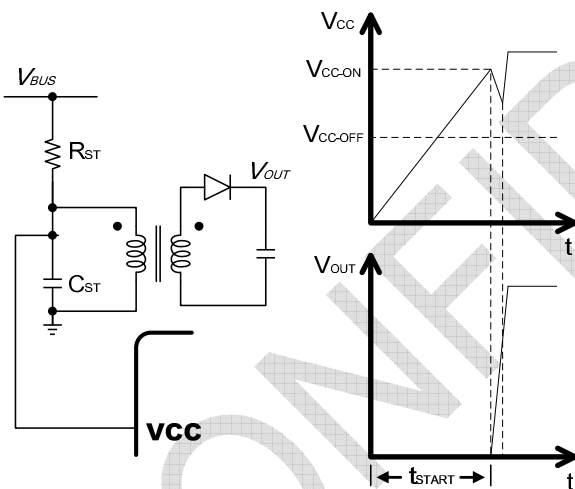 VBUS
RST
VOUT
CST
vcc
VCC
VCC-ON
VCC-OFF
t
VOUT
tSTART
t